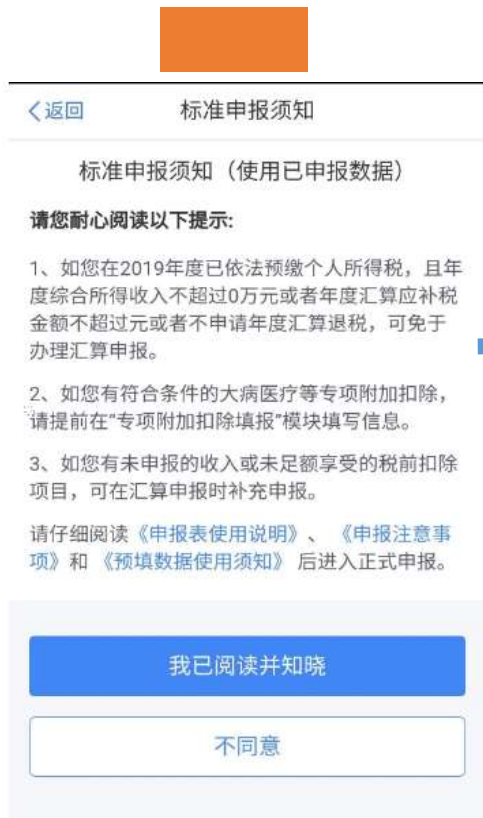 返回
标准申报须知
标准申报须知（使用已申报数据）
请您耐心阅读以下提示:
1、如您在2019年度已依法预缴个人所得税，且年
度综合所得收入不超过0万元或者年度汇算应补税
金额不超过元或者不申请年度汇算退税，可免于
办理汇算申报。
2、如您有符合条件的大病医疗等专项附加扣除，
请提前在“专项附加扣除填报”模块填写信息。
3、如您有未申报的收入或未足额享受的税前扣除
项目，可在汇算申报时补充申报。
请仔细阅读《申报表使用说明》、《申报注意事
项》和《预填数据使用须知》后进入正式申报。
我已阅读并知晓
不同意